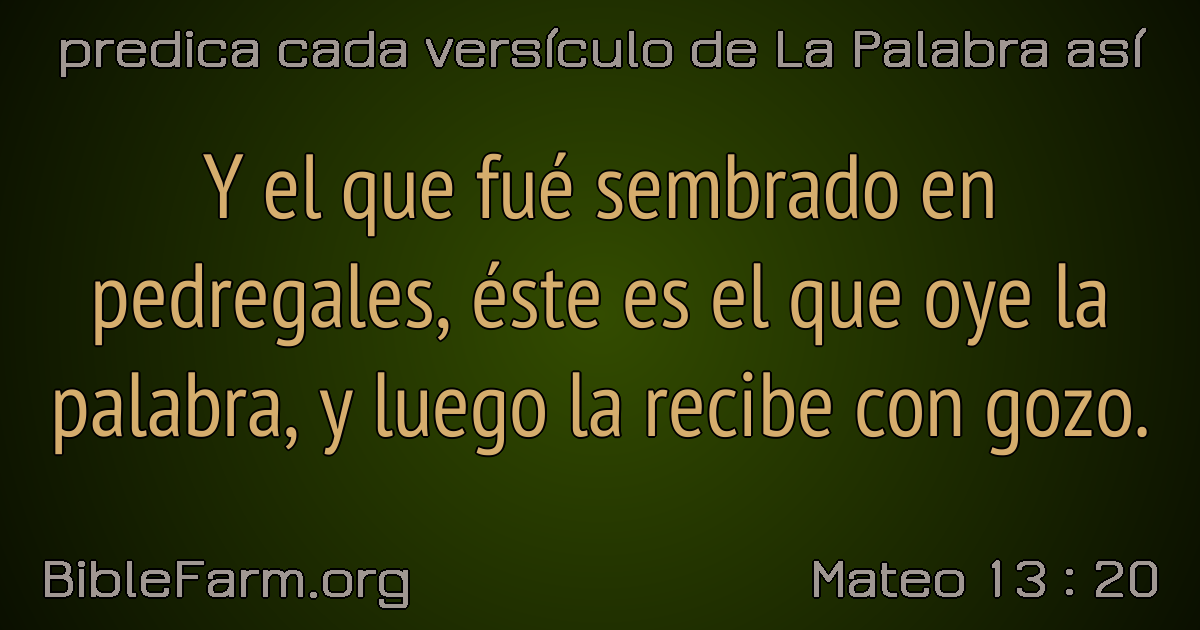 predica cada versículo de La Palabra así
Y el que fué sembrado en
pedregales, éste es el que oye la
palabra, y luego la recibe con gozo.
BibleFarm.org
Mateo 13 : 20